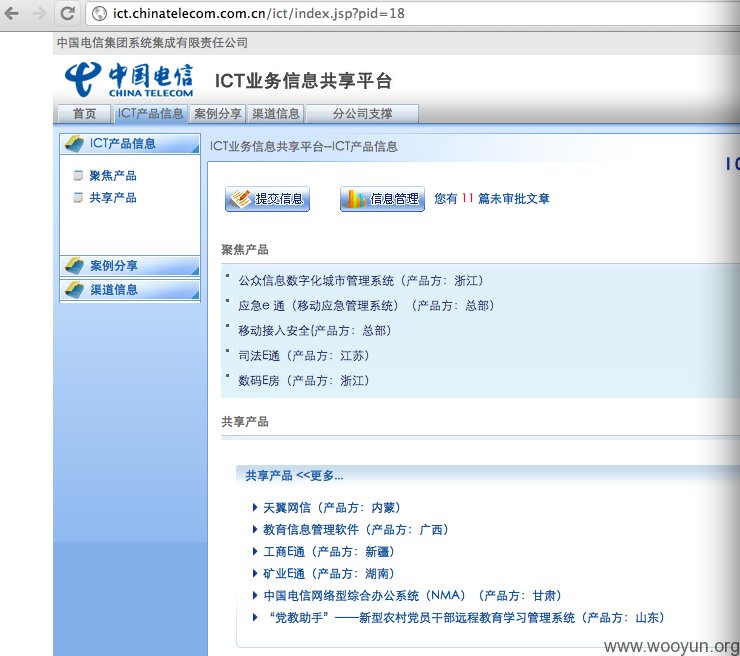 ict.chinatelecom.com.cn/ict/index.jsp?pid=18
中国电信集团系统集成有限责任公司
中国电信
CHINA TELECOM
ICT业务信息共享平台
首页 ICT产品信息 案例分享 渠道信息 分公司支撑
ICT产品信息
聚焦产品
共享产品
案例分享
渠道信息
ICT业务信息共享平台--ICT产品信息
I C
提交信息 信息管理 您有 11 篇未审批文章
聚焦产品
公众信息数字化城市管理系统（产品方：浙江）
应急e 通（移动应急管理系统）（产品方：总部）
移动接入安全(产品方：总部）
司法E通（产品方：江苏）
数码E房（产品方：浙江）
共享产品
共享产品 <<更多...
天翼网信（产品方：内蒙）
教育信息管理软件（产品方：广西）
工商E通（产品方：新疆）
矿业E通（产品方：湖南）
中国电信网络型综合办公系统（NMA）（产品方：甘肃）
“党教助手”——新型农村党员干部远程教育学习管理系统（产品方：山东）
www.wooyun.org